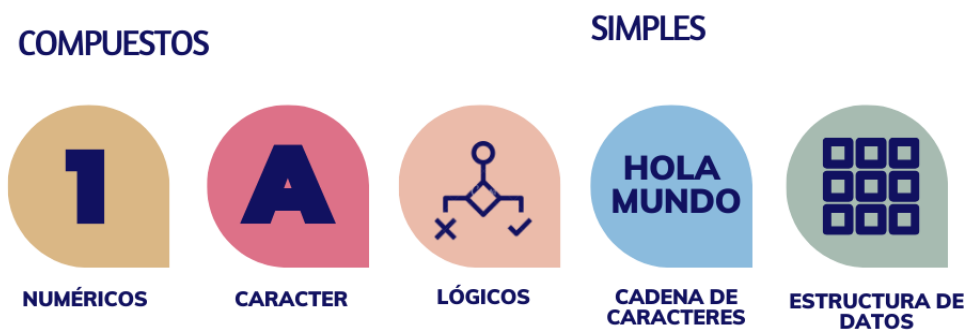 COMPUESTOS
SIMPLES
1
A
HOLA
MUNDO
NUMÉRICOS
CARACTER
LÓGICOS
CADENA DE
CARACTERES
ESTRUCTURA DE
DATOS